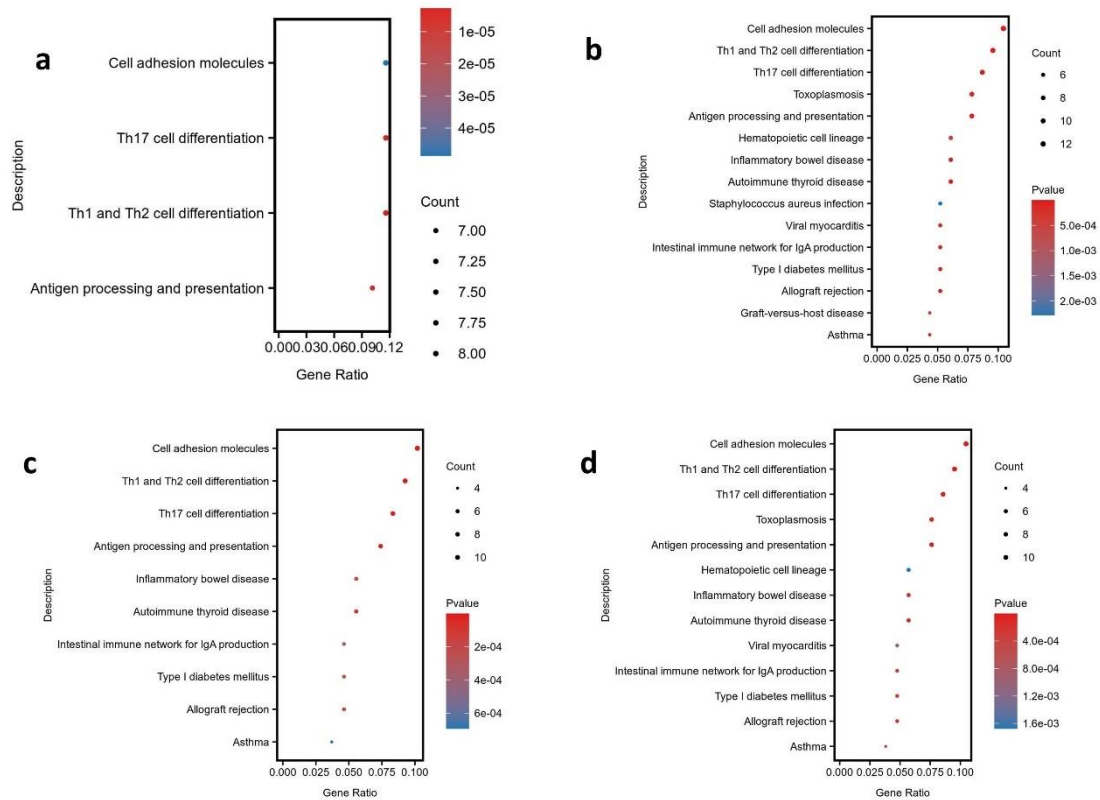 a
Cell adhesion molecules
Th17 cell differentiation
Th1 and Th2 cell differentiation
Antigen processing and presentation
Description
0.000.030.060.090.12
Gene Ratio
1e-05
2e-05
3e-05
4e-05
Count
7.00
7.25
7.50
7.75
8.00
b
Cell adhesion molecules
Th1 and Th2 cell differentiation
Th17 cell differentiation
Toxoplasmosis
Antigen processing and presentation
Hematopoietic cell lineage
Inflammatory bowel disease
Autoimmune thyroid disease
Staphylococcus aureus infection
Viral myocarditis
Intestinal immune network for IgA production
Type I diabetes mellitus
Allograft rejection
Graft-versus-host disease
Asthma
Description
0.000 0.025 0.050 0.075 0.100
Gene Ratio
Count
6
8
10
12
Pvalue
5.0e-04
1.0e-03
1.5e-03
2.0e-03
c
Cell adhesion molecules
Th1 and Th2 cell differentiation
Th17 cell differentiation
Antigen processing and presentation
Inflammatory bowel disease
Autoimmune thyroid disease
Intestinal immune network for IgA production
Type I diabetes mellitus
Allograft rejection
Asthma
Description
0.000 0.025 0.050 0.075 0.100
Gene Ratio
Count
4
6
8
10
Pvalue
2e-04
4e-04
6e-04
d
Cell adhesion molecules
Th1 and Th2 cell differentiation
Th17 cell differentiation
Toxoplasmosis
Antigen processing and presentation
Hematopoietic cell lineage
Inflammatory bowel disease
Autoimmune thyroid disease
Viral myocarditis
Intestinal immune network for IgA production
Type I diabetes mellitus
Allograft rejection
Asthma
Description
0.000 0.025 0.050 0.075 0.100
Gene Ratio
Count
4
6
8
10
Pvalue
4.0e-04
8.0e-04
1.2e-03
1.6e-03